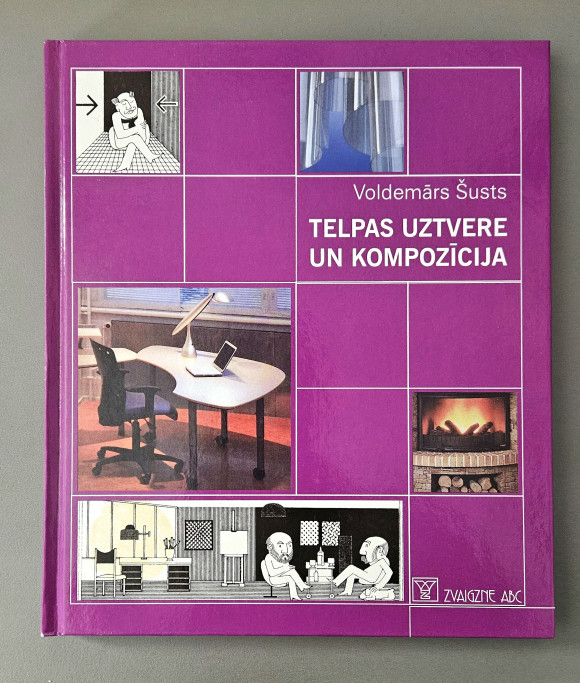 Voldemārs Šusts
TELPAS UZTVERE
UN KOMPOZĪCIJA
ZVAIGZNE ABC